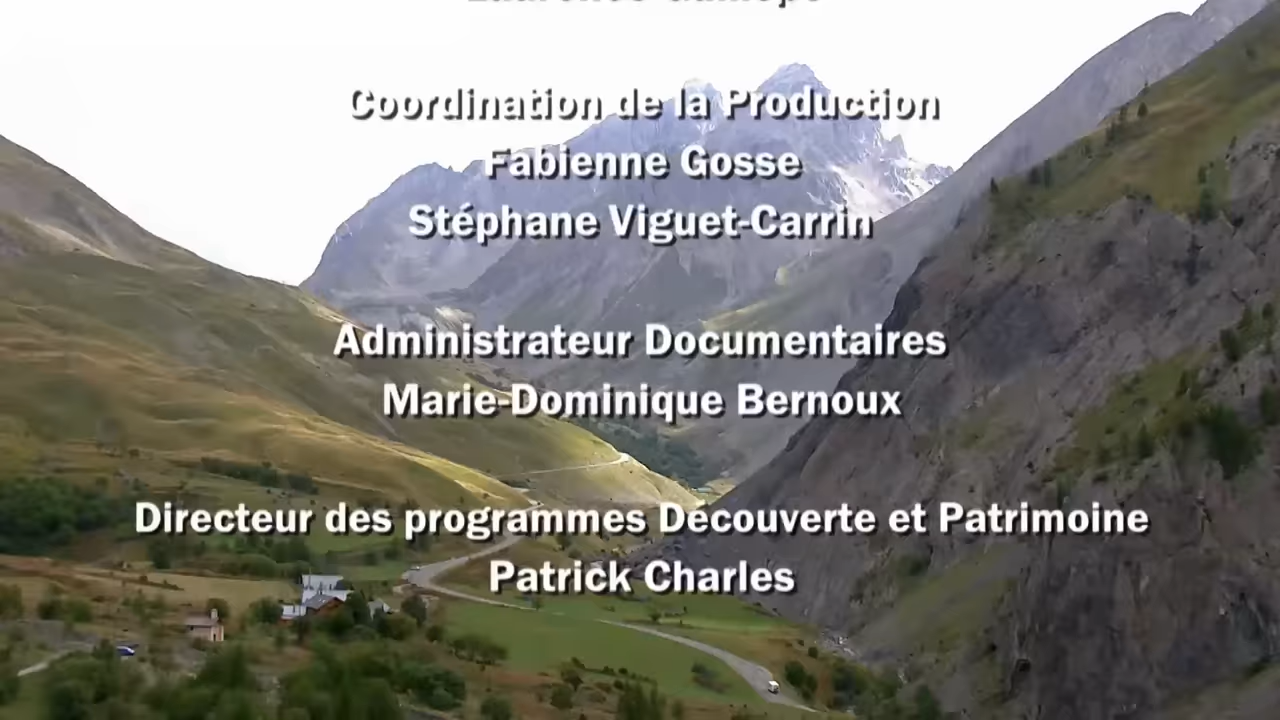 Coordination de la Production
Fabienne Gosse
Stéphane Viguet-Carrin
Administrateur Documentaires
Marie-Dominique Bernoux
Directeur des programmes Découverte et Patrimoine
Patrick Charles